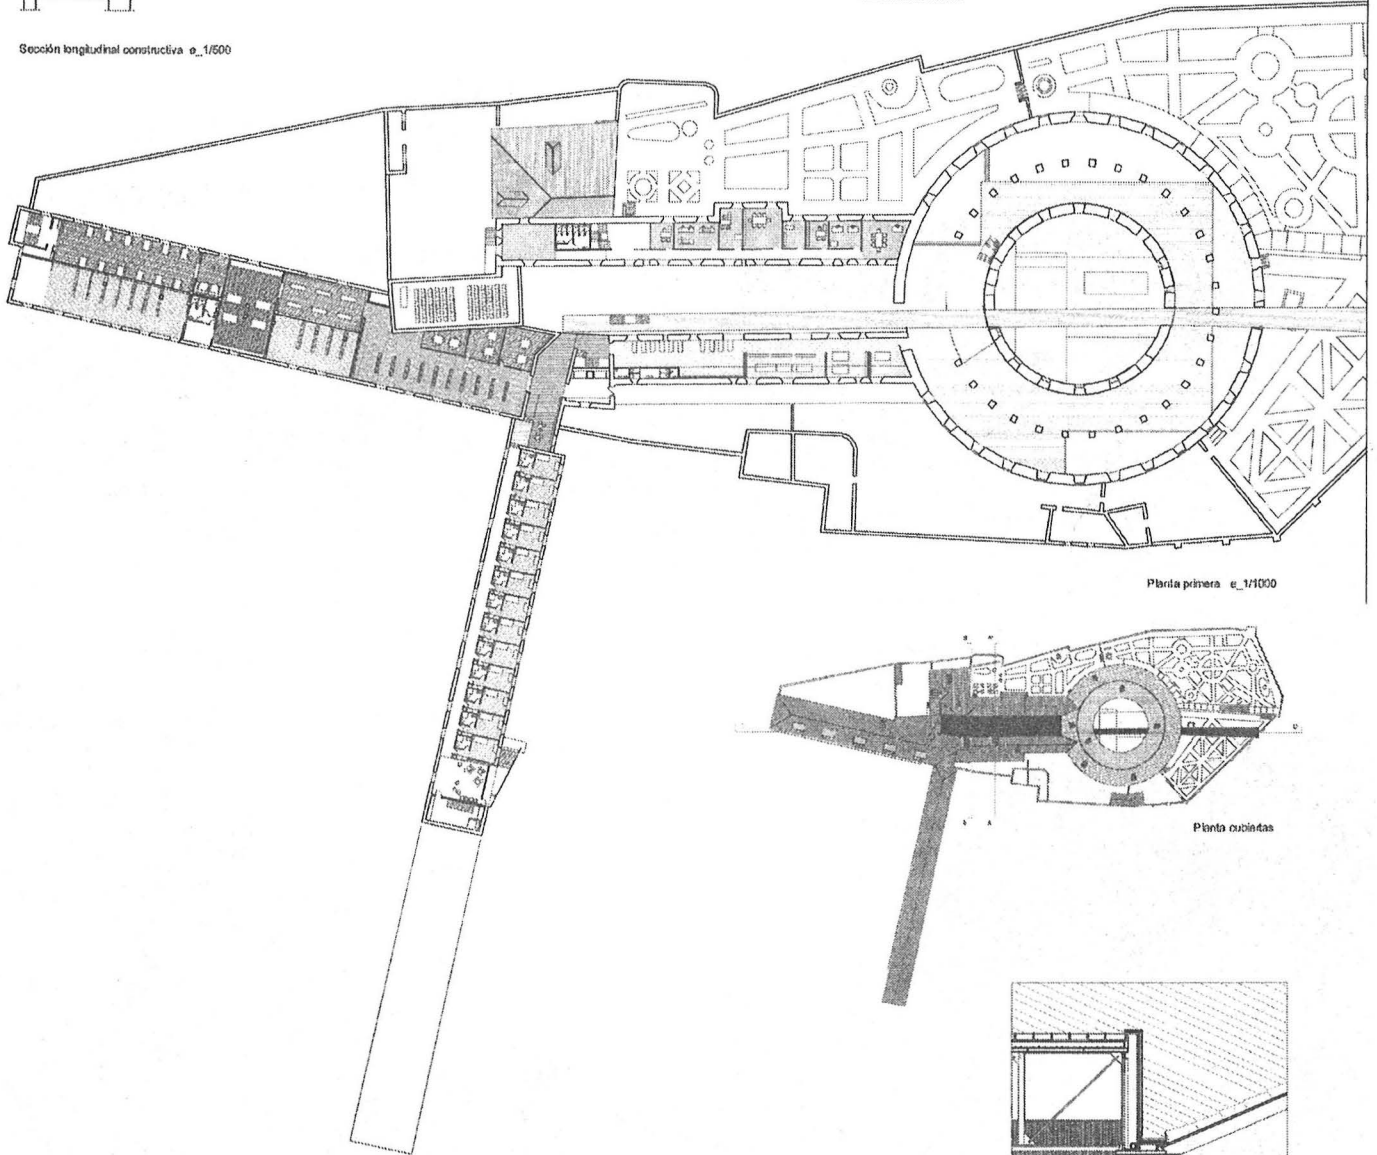 Sección longitudinal constructiva e_1/500
Planta primera e_1/1000
Planta cubiertas